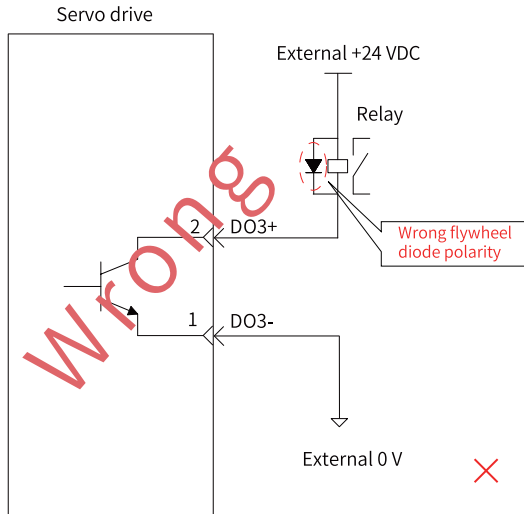 Servo drive
External +24 VDC
Relay
Wrong flywheel
diode polarity
2
DO3+
1
DO3-
External 0 V
Wrong